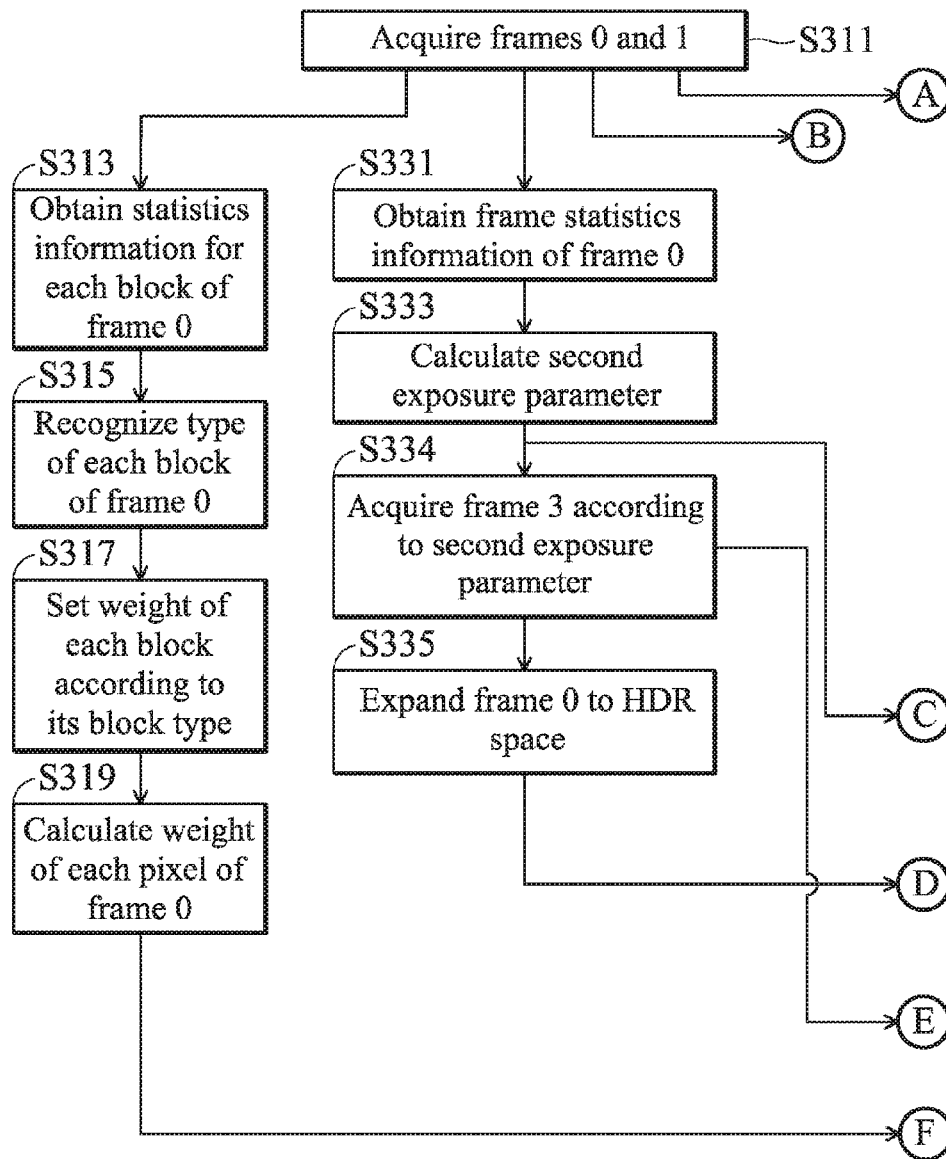 Acquire frames 0 and 1
S311
A
B
S313
Obtain statistics
information for
each block of
frame 0
S331
Obtain frame statistics
information of frame 0
S333
Calculate second
exposure parameter
S315
Recognize type
of each block
of frame 0
S334
Acquire frame 3 according
to second exposure
parameter
S317
Set weight of
each block
according to
its block type
S335
Expand frame 0 to HDR
space
C
S319
Calculate weight
of each pixel of
frame 0
D
E
F